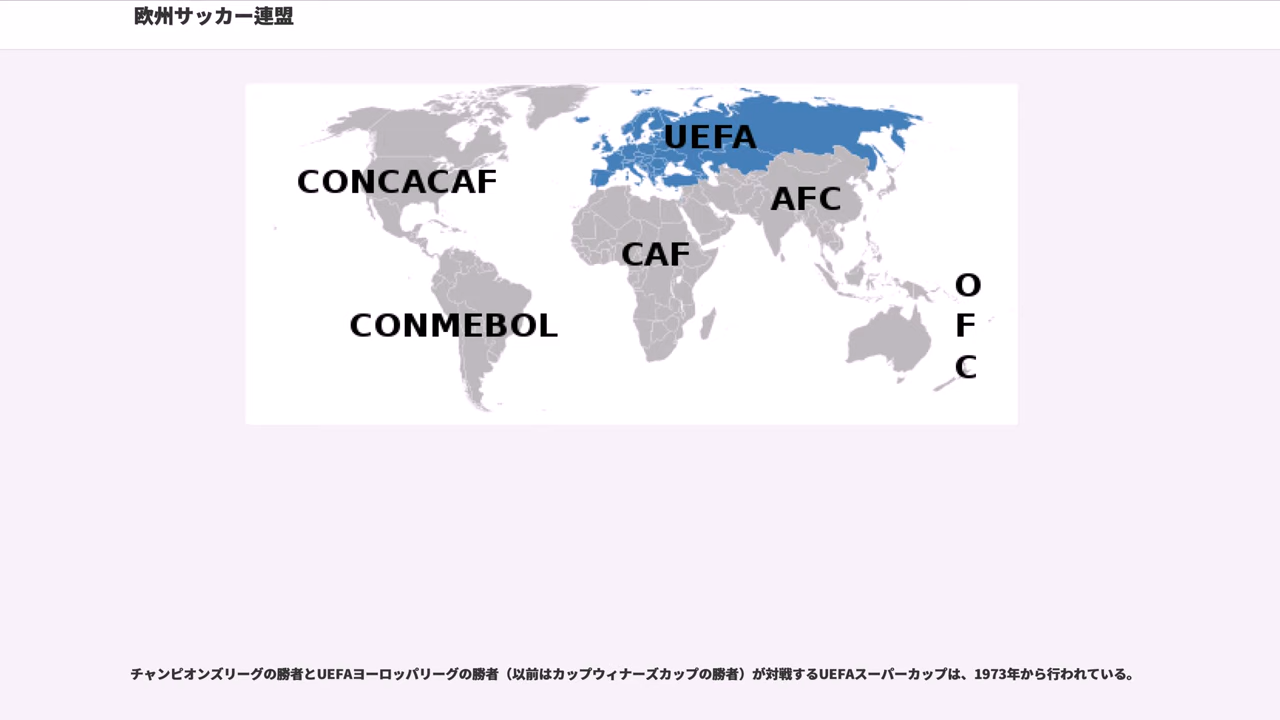 欧州サッカー連盟
UEFA
CONCACAF
AFC
CAF
CONMEBOL
O
F
C
チャンピオンズリーグの勝者とUEFAヨーロッパリーグの勝者（以前はカップウィナーズカップの勝者）が対戦するUEFAスーパーカップは、1973年から行われている。